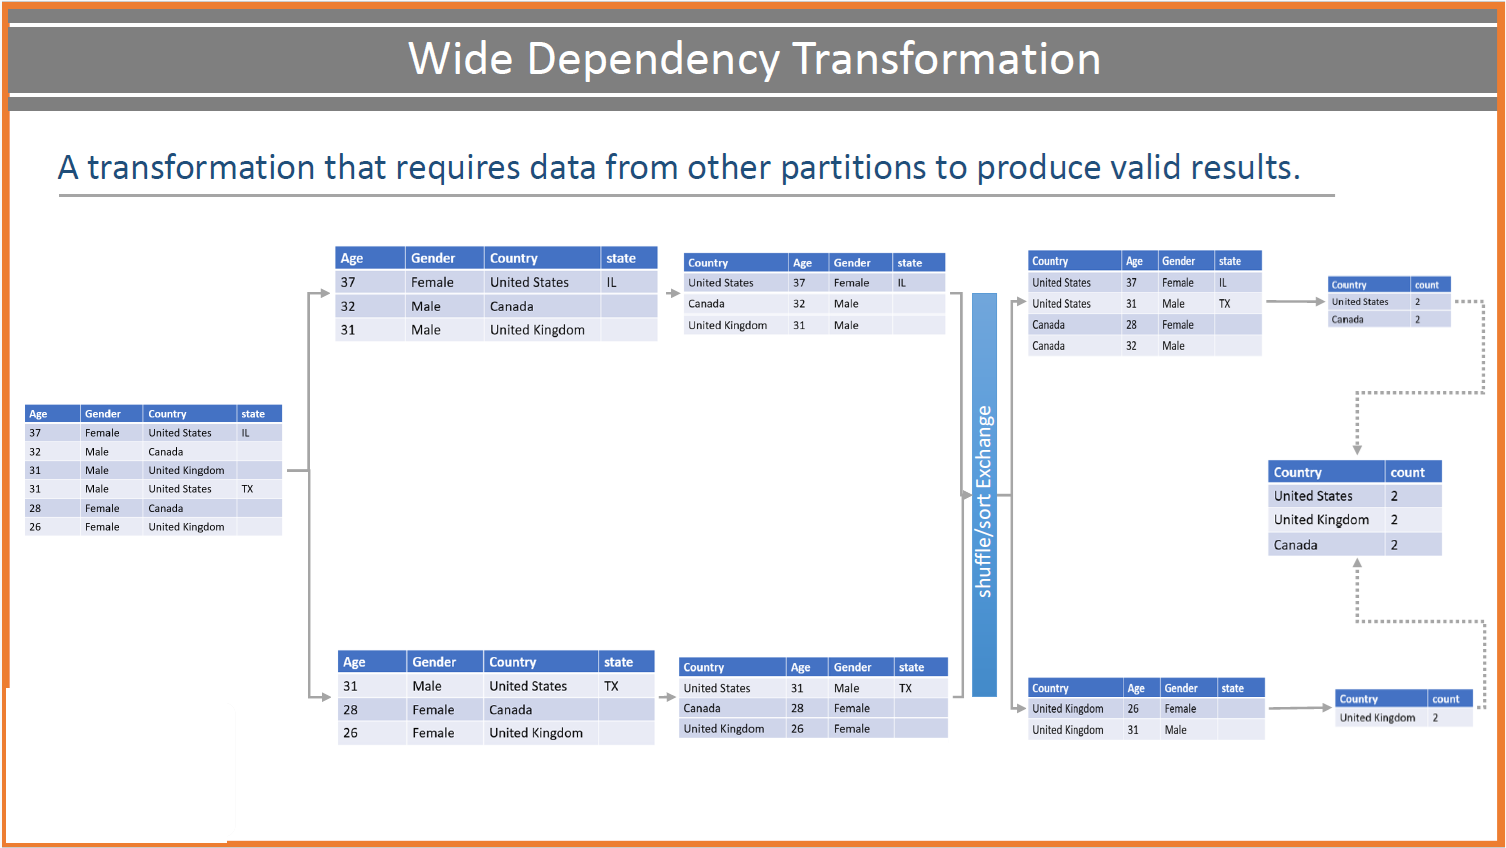 Wide Dependency Transformation
A transformation that requires data from other partitions to produce valid results.
Age Gender Country state
37 Female United States IL
32 Male Canada
31 Male United Kingdom
31 Male United States TX
28 Female Canada
26 Female United Kingdom
Age Gender Country state
37 Female United States IL
32 Male Canada
31 Male United Kingdom
Country Age Gender state
United States 37 Female IL
Canada 32 Male
United Kingdom 31 Male
Age Gender Country state
31 Male United States TX
28 Female Canada
26 Female United Kingdom
Country Age Gender state
United States 31 Male TX
Canada 28 Female
United Kingdom 26 Female
shuffle/sort Exchange
Country Age Gender state
United States 37 Female IL
United States 31 Male TX
Canada 28 Female
Canada 32 Male
Country count
United States 2
Canada 2
Country Age Gender state
United Kingdom 26 Female
United Kingdom 31 Male
Country count
United Kingdom 2
Country count
United States 2
United Kingdom 2
Canada 2